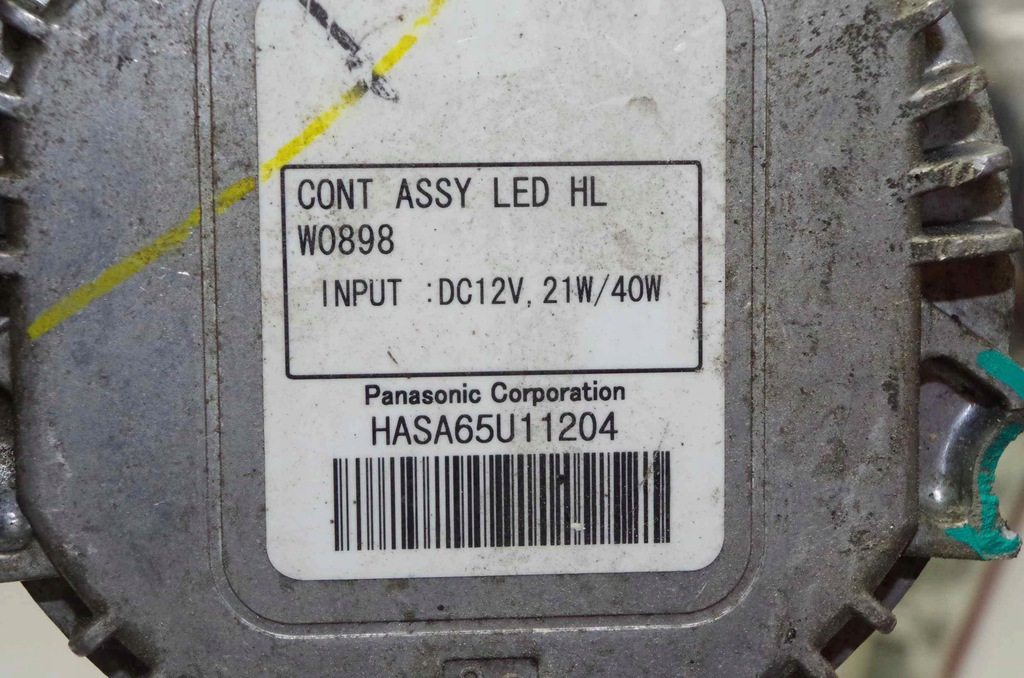 CONT ASSY LED HL
W0898
INPUT :DC12V, 21W/40W
Panasonic Corporation
HASA65U11204